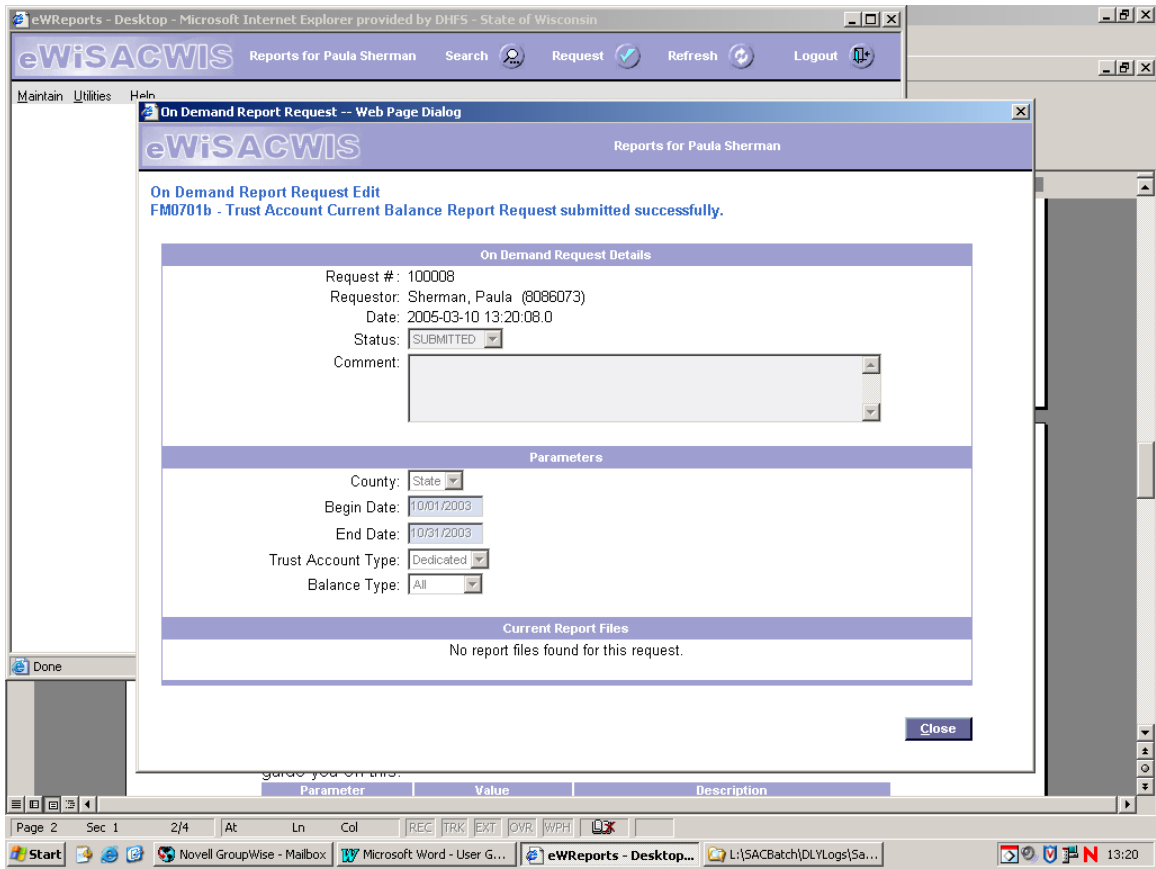 eWReports - Desktop - Microsoft Internet Explorer provided by DHFS - State of Wisconsin
eWiSACWIS Reports for Paula Sherman Search Request Refresh Logout
Maintain Utilities Help
On Demand Report Request -- Web Page Dialog
eWiSACWIS Reports for Paula Sherman
On Demand Report Request Edit
FM0701b - Trust Account Current Balance Report Request submitted successfully.
On Demand Request Details
Request #: 100008
Requestor: Sherman, Paula (8086073)
Date: 2005-03-10 13:20:08.0
Status: SUBMITTED
Comment:
Parameters
County: State
Begin Date: 10/01/2003
End Date: 10/31/2003
Trust Account Type: Dedicated
Balance Type: All
Current Report Files
No report files found for this request.
Done
Close
you on this.
Parameter Value Description
Page 2 Sec 1 2/4 At Ln Col REC TRK EXT OVR WPH
Start Novell GroupWise - Mailbox Microsoft Word - User G... eWReports - Desktop... L:\SACBatch\DLYLogs\Sa... N 13:20